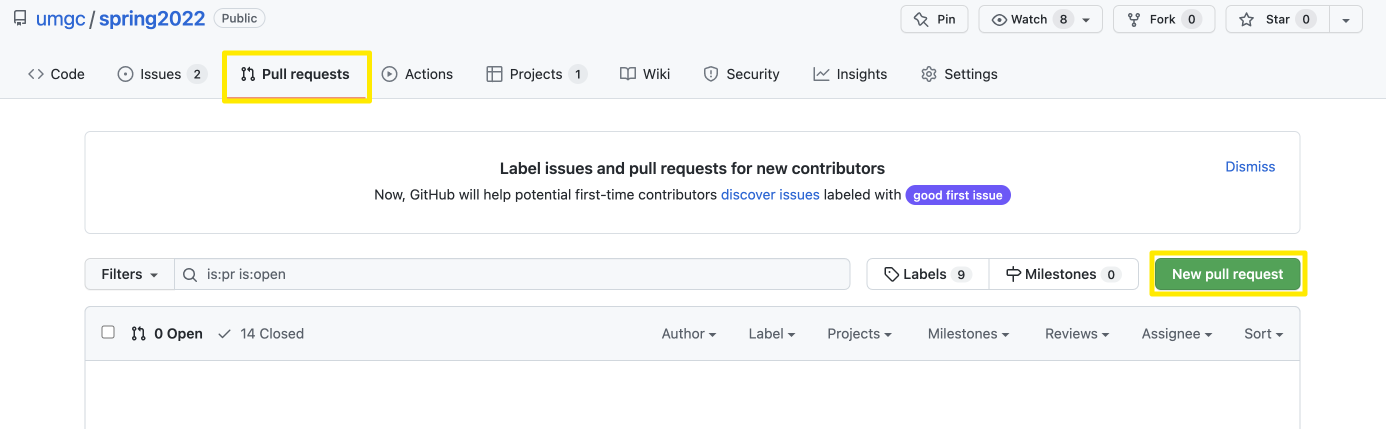 umgc / spring2022 Public Pin Watch 8 Fork 0 Star 0
Code Issues 2 Pull requests Actions Projects 1 Wiki Security Insights Settings
Label issues and pull requests for new contributors
Dismiss
Now, GitHub will help potential first-time contributors discover issues labeled with good first issue
Filters is:pr is:open Labels 9 Milestones 0 New pull request
0 Open 14 Closed Author Label Projects Milestones Reviews Assignee Sort